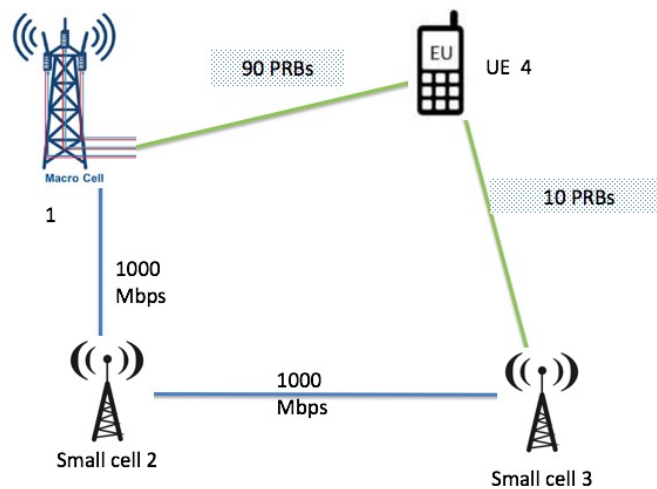 90 PRBs
EU
UE 4
Macro Cell
10 PRBs
1
1000
Mbps
1000
Mbps
Small cell 2
Small cell 3